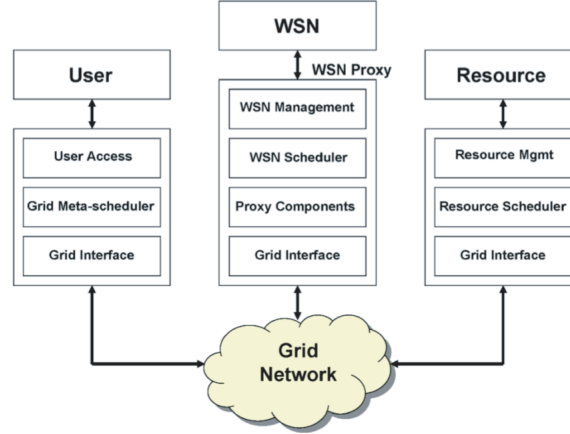 WSN
WSN Proxy
User
Resource
WSN Management
User Access
WSN Scheduler
Resource Mgmt
Grid Meta-scheduler
Proxy Components
Resource Scheduler
Grid Interface
Grid Interface
Grid Interface
Grid
Network